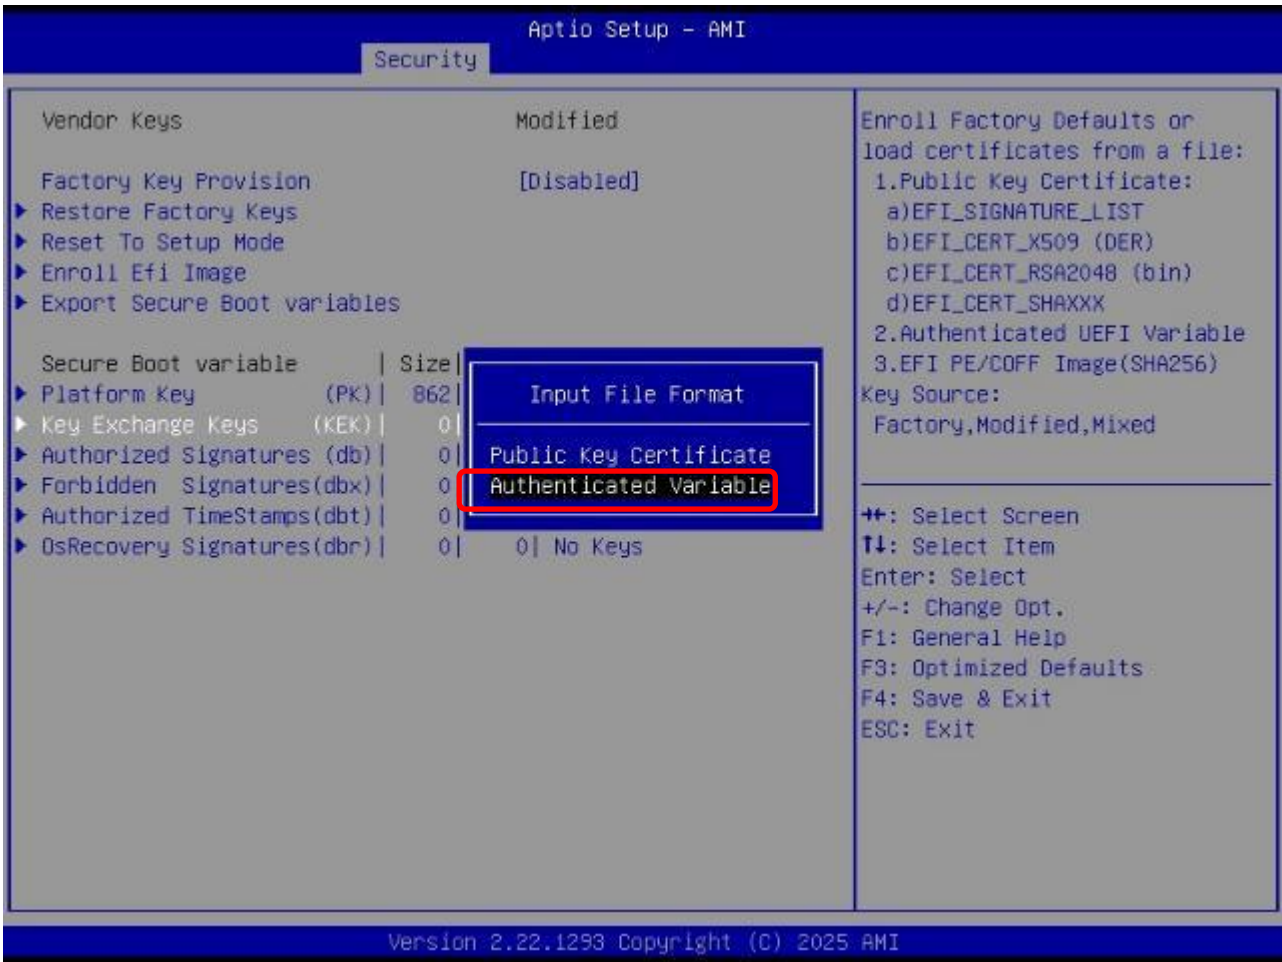 Aptio Setup – AMI
Security
Vendor Keys Modified
Factory Key Provision [Disabled]
Restore Factory Keys
Reset To Setup Mode
Enroll Efi Image
Export Secure Boot variables
Secure Boot variable | Size|
Platform Key (PK)| 862|
Key Exchange Keys (KEK)| 0|
Authorized Signatures (db)| 0|
Forbidden Signatures(dbx)| 0|
Authorized TimeStamps(dbt)| 0|
OsRecovery Signatures(dbr)| 0| 0| No Keys
Input File Format
Public Key Certificate
Authenticated Variable
Enroll Factory Defaults or
load certificates from a file:
1.Public Key Certificate:
a)EFI_SIGNATURE_LIST
b)EFI_CERT_X509 (DER)
c)EFI_CERT_RSA2048 (bin)
d)EFI_CERT_SHAXXX
2.Authenticated UEFI Variable
3.EFI PE/COFF Image(SHA256)
Key Source:
Factory,Modified,Mixed
→←: Select Screen
↑↓: Select Item
Enter: Select
+/-: Change Opt.
F1: General Help
F3: Optimized Defaults
F4: Save & Exit
ESC: Exit
Version 2.22.1293 Copyright (C) 2025 AMI